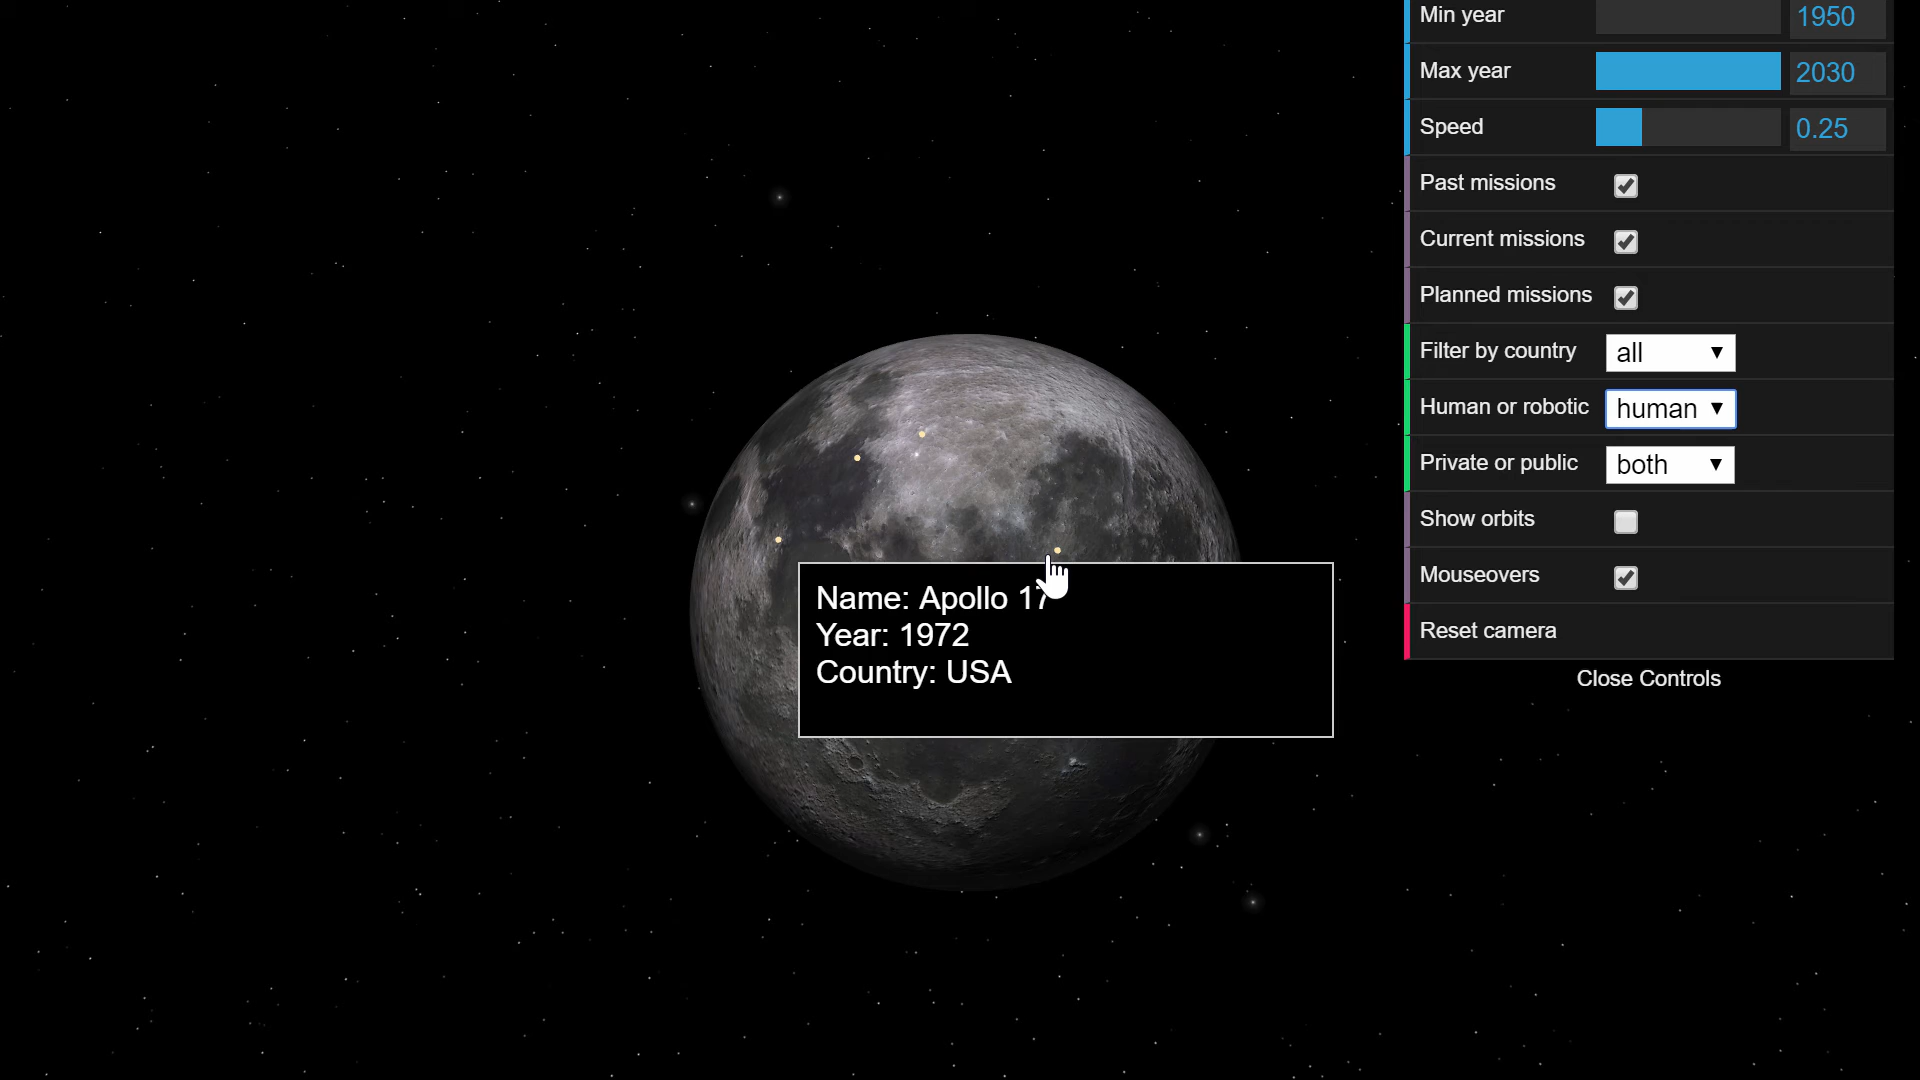 Min year 1950
Max year 2030
Speed 0.25
Past missions
Current missions
Planned missions
Filter by country all
Human or robotic human
Private or public both
Show orbits
Mouseovers
Reset camera
Close Controls
Name: Apollo 17
Year: 1972
Country: USA